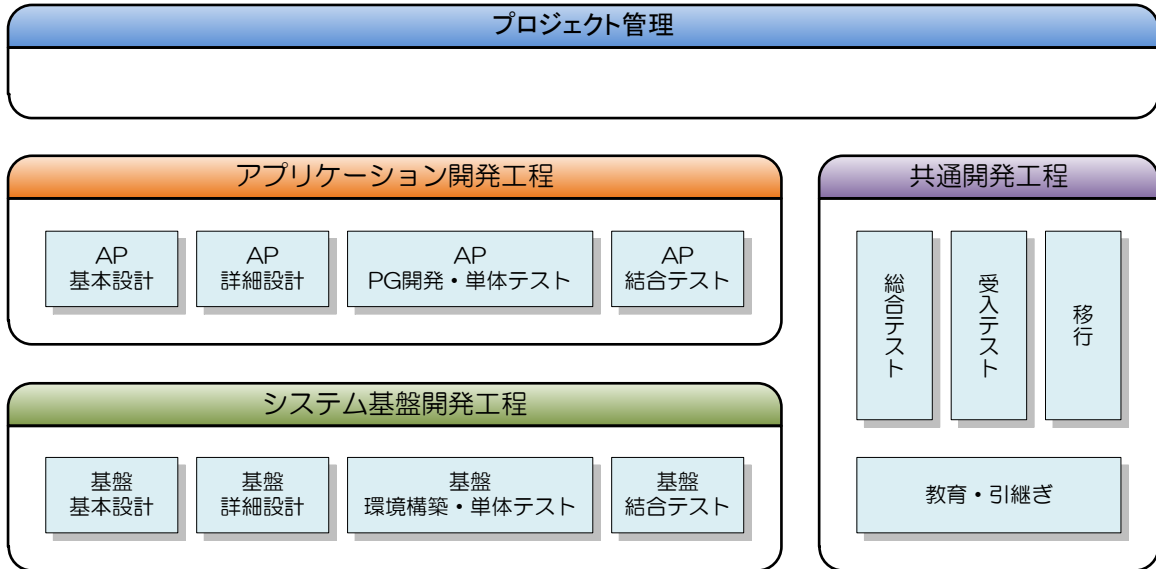 プロジェクト管理
アプリケーション開発工程
AP
基本設計
AP
詳細設計
AP
PG開発・単体テスト
AP
結合テスト
システム基盤開発工程
基盤
基本設計
基盤
詳細設計
基盤
環境構築・単体テスト
基盤
結合テスト
共通開発工程
総合テスト
受入テスト
移行
教育・引継ぎ